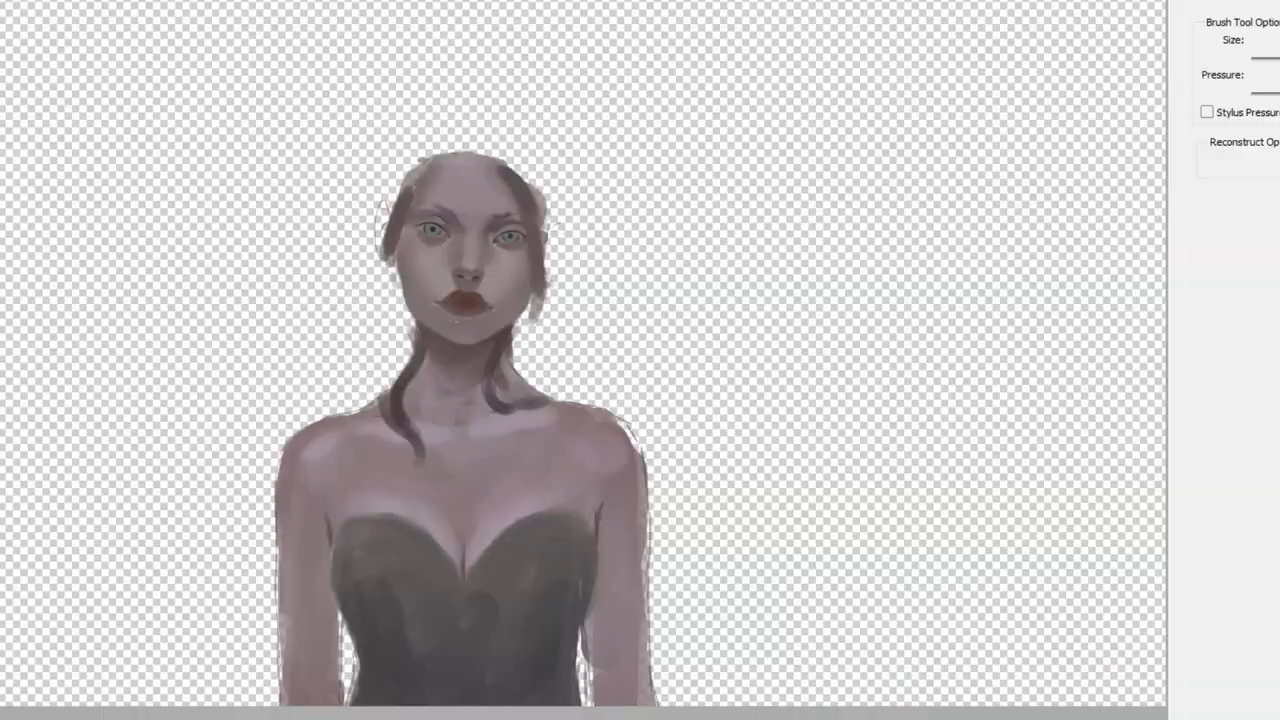 Brush Tool Optio
Size:
Pressure:
Stylus Pressur
Reconstruct Op